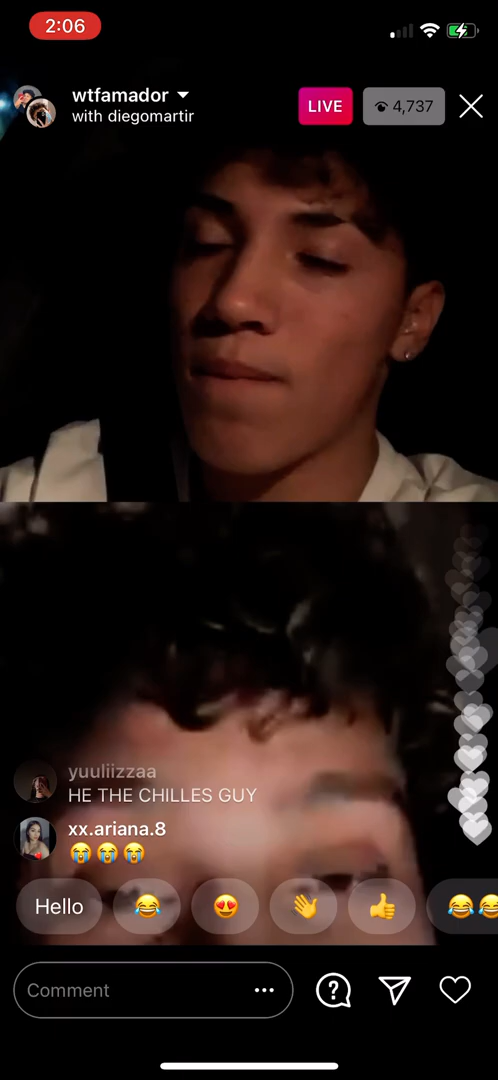 2:06
wtfamador
with diegomartir
LIVE
4,737
yuuliizzaa
HE THE CHILLES GUY
xx.ariana.8
😭😭😭
Hello
Comment